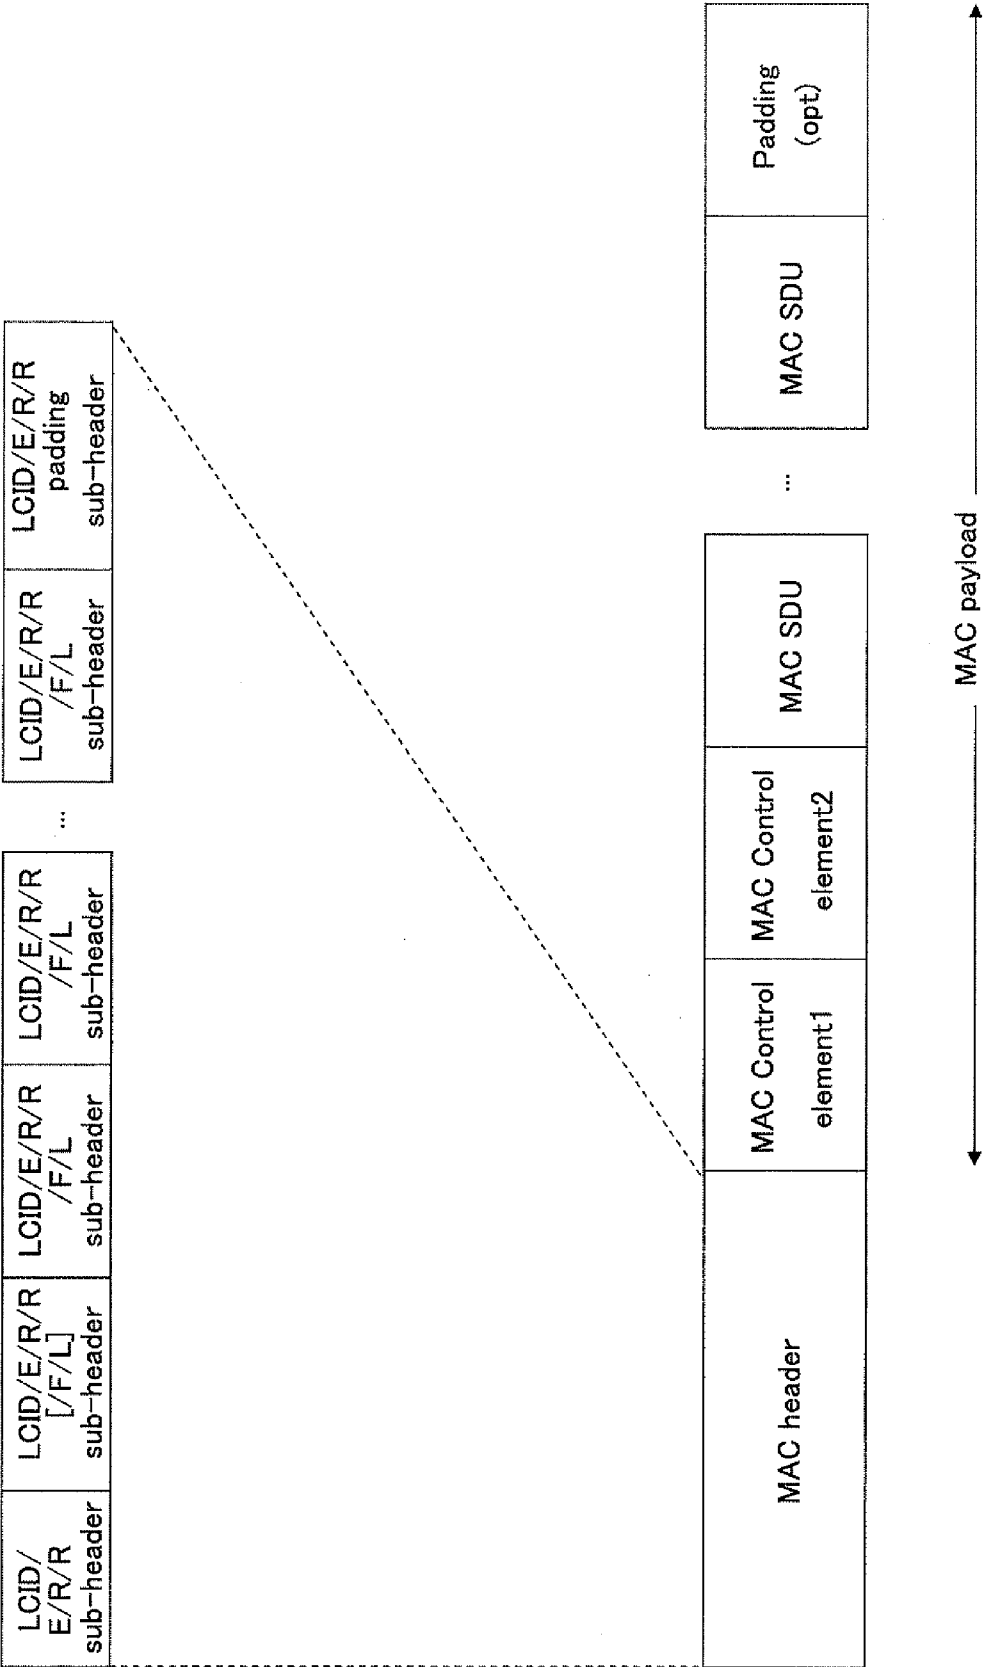 LCID/
E/R/R
sub-header
LCID/E/R/R
[/F/L]
sub-header
LCID/E/R/R
/F/L
sub-header
LCID/E/R/R
/F/L
sub-header
...
LCID/E/R/R
/F/L
sub-header
LCID/E/R/R
padding
sub-header
MAC header
MAC Control
element1
MAC Control
element2
MAC SDU
...
MAC SDU
Padding
(opt)
MAC payload